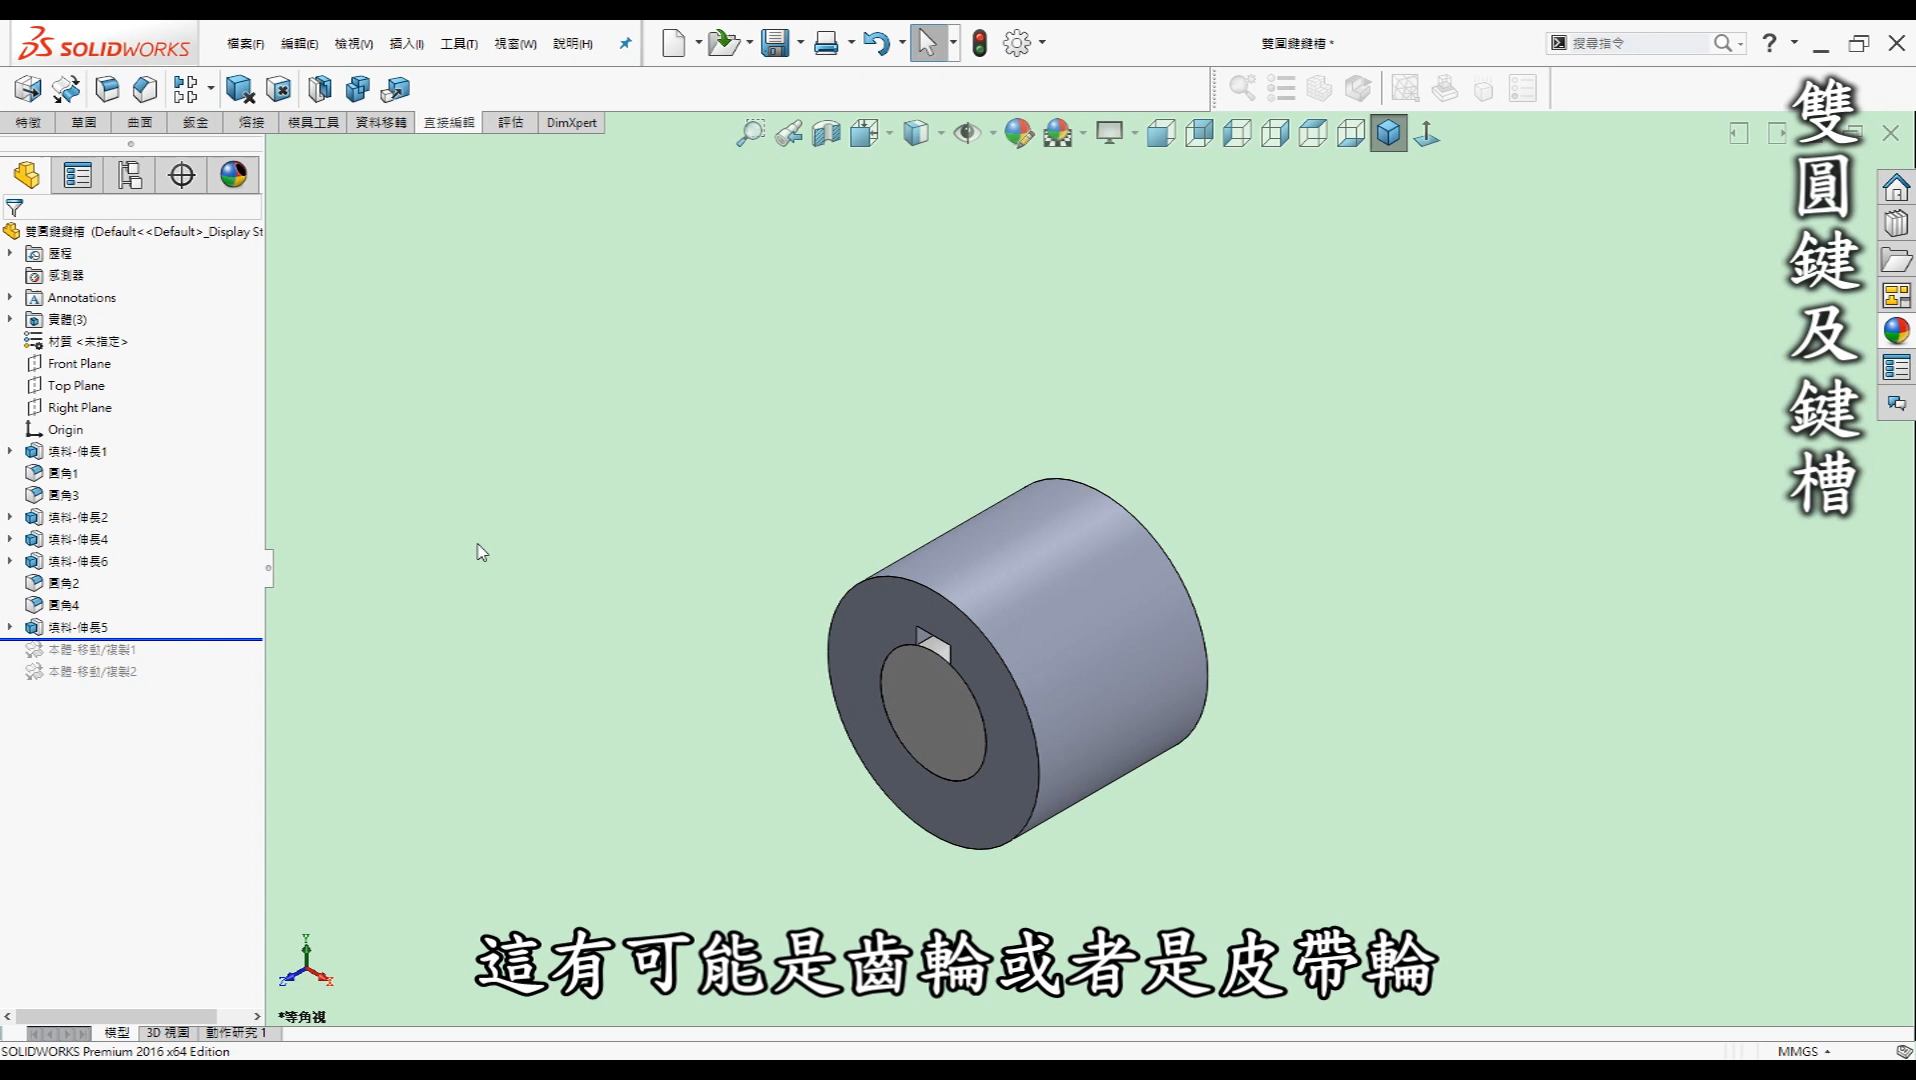 SOLIDWORKS
檔案(F)
編輯(E)
檢視(V)
插入(I)
工具(T)
視窗(W)
說明(H)
雙圓鍵鍵槽 *
搜尋指令
特徵
草圖
曲面
鈑金
熔接
模具工具
資料移轉
直接編輯
評估
DimXpert
雙圓鍵鍵槽 (Default<<Default>_Display St
歷程
感測器
Annotations
實體(3)
材質 <未指定>
Front Plane
Top Plane
Right Plane
Origin
填料-伸長1
圓角1
圓角3
填料-伸長2
填料-伸長4
填料-伸長6
圓角2
圓角4
填料-伸長5
本體-移動/複製1
本體-移動/複製2
雙圓鍵及鍵槽
這有可能是齒輪或者是皮帶輪
Y
Z
X
*等角視
模型
3D 視圖
動作研究 1
SOLIDWORKS Premium 2016 x64 Edition
MMGS